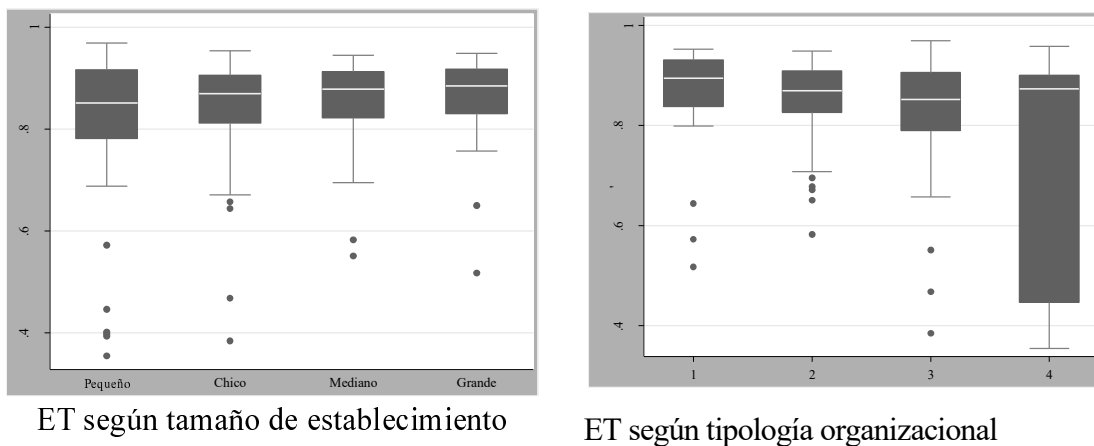 1
.8
.6
.4
Pequeño Chico Mediano Grande
ET según tamaño de establecimiento
1
.8
.6
.4
1 2 3 4
ET según tipología organizacional